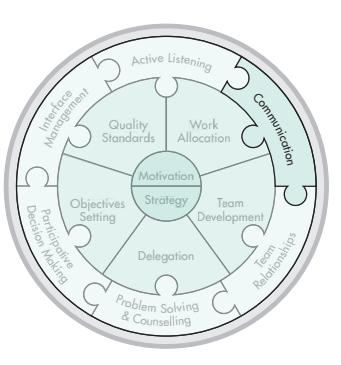 Active Listening
Communication
Interface
Management
Quality
Standards
Work
Allocation
Motivation
Strategy
Objectives
Setting
Team
Development
Delegation
Participative
Decision Making
Team
Relationships
Problem Solving
& Counselling